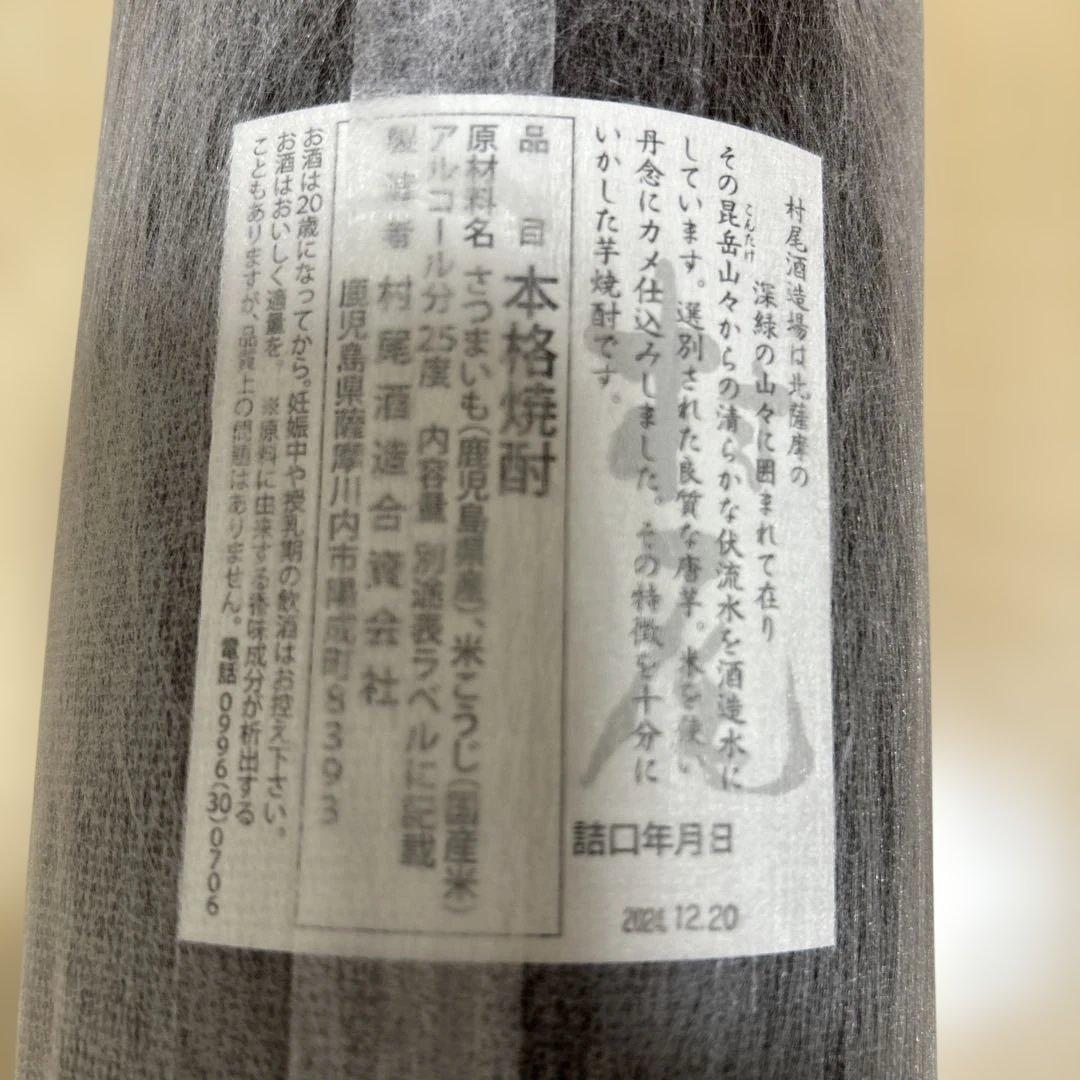 村尾酒造場は北薩摩の
深緑の山々に囲まれて在り
その昆岳山々からの清らかな伏流水を酒造水に
こんたけ
しています。選別された良質な唐芋。米を使い
丹念にカメ仕込みしました。その特徴を十分に
いかした芋焼酎です。
村尾
詰口年月日
2024.12.20
品目 本格焼酎
原材料名 さつまいも(鹿児島県産)、米こうじ(国産米)
アルコール分25度 内容量 別途表ラベルに記載
製造者 村尾酒造合資会社
鹿児島県薩摩川内市陽成町8393
お酒は20歳になってから。妊娠中や授乳期の飲酒はお控え下さい。
お酒はおいしく適量を。 ※原料に由来する香味成分が析出する
こともありますが、品質上の問題はありません。 電話 0996(30)0706